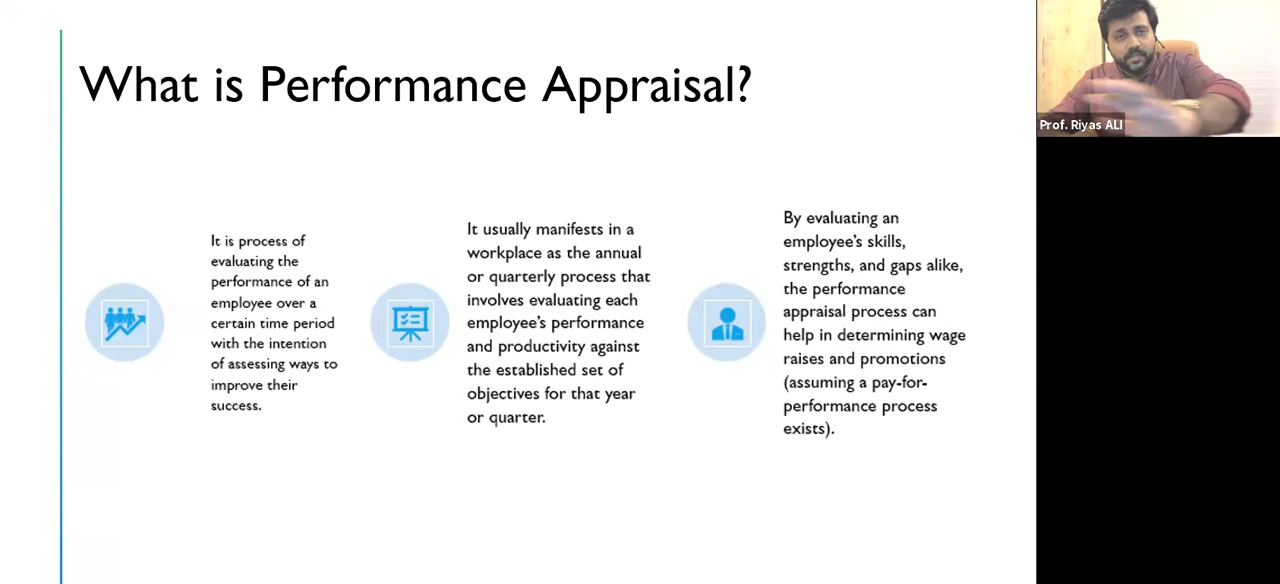 What is Performance Appraisal?
It is process of
evaluating the
performance of an
employee over a
certain time period
with the intention
of assessing ways to
improve their
success.
It usually manifests in a
workplace as the annual
or quarterly process that
involves evaluating each
employee's performance
and productivity against
the established set of
objectives for that year
or quarter.
By evaluating an
employee's skills,
strengths, and gaps alike,
the performance
appraisal process can
help in determining wage
raises and promotions
(assuming a pay-for-
performance process
exists).
Prof. Riyas ALI